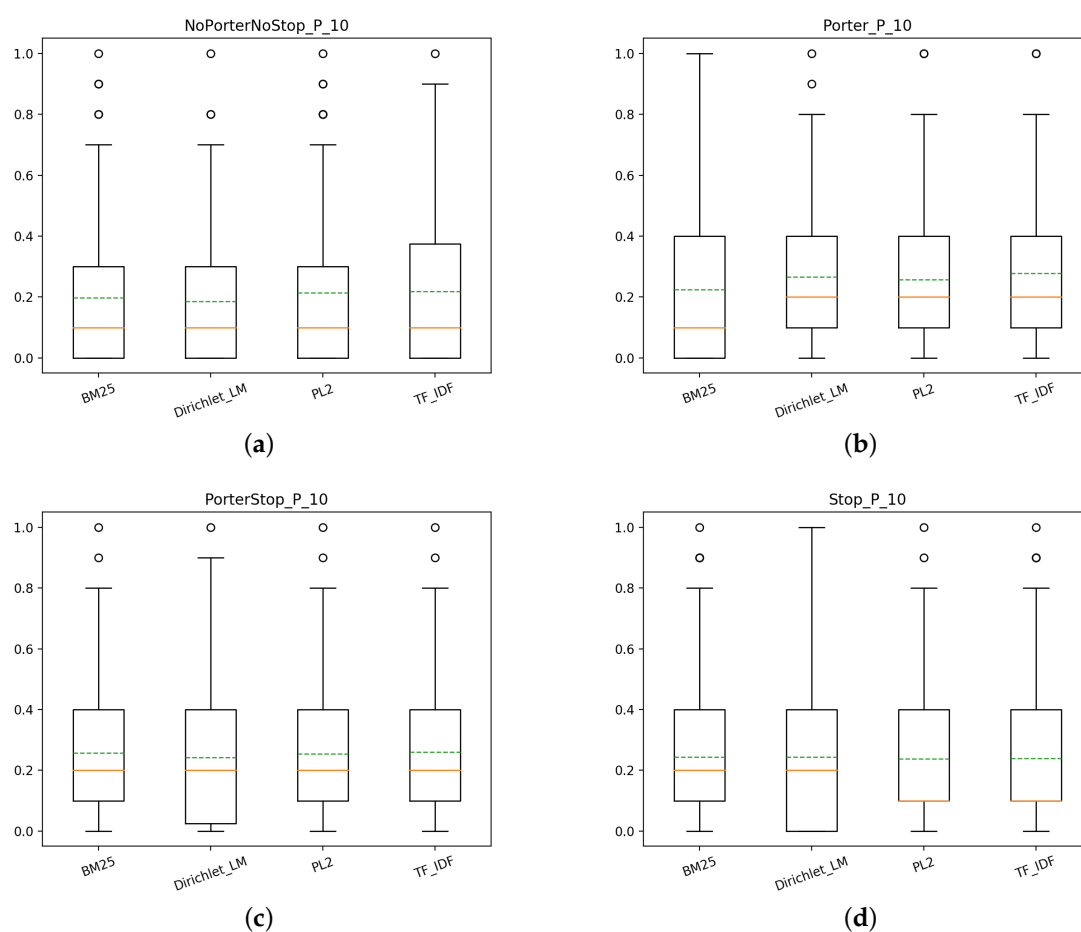 NoPorterNoStop_P_10
1.0
0.8
0.6
0.4
0.2
0.0
BM25 Dirichlet_LM PL2 TF_IDF
(a)
Porter_P_10
1.0
0.8
0.6
0.4
0.2
0.0
BM25 Dirichlet_LM PL2 TF_IDF
(b)
PorterStop_P_10
1.0
0.8
0.6
0.4
0.2
0.0
BM25 Dirichlet_LM PL2 TF_IDF
(c)
Stop_P_10
1.0
0.8
0.6
0.4
0.2
0.0
BM25 Dirichlet_LM PL2 TF_IDF
(d)